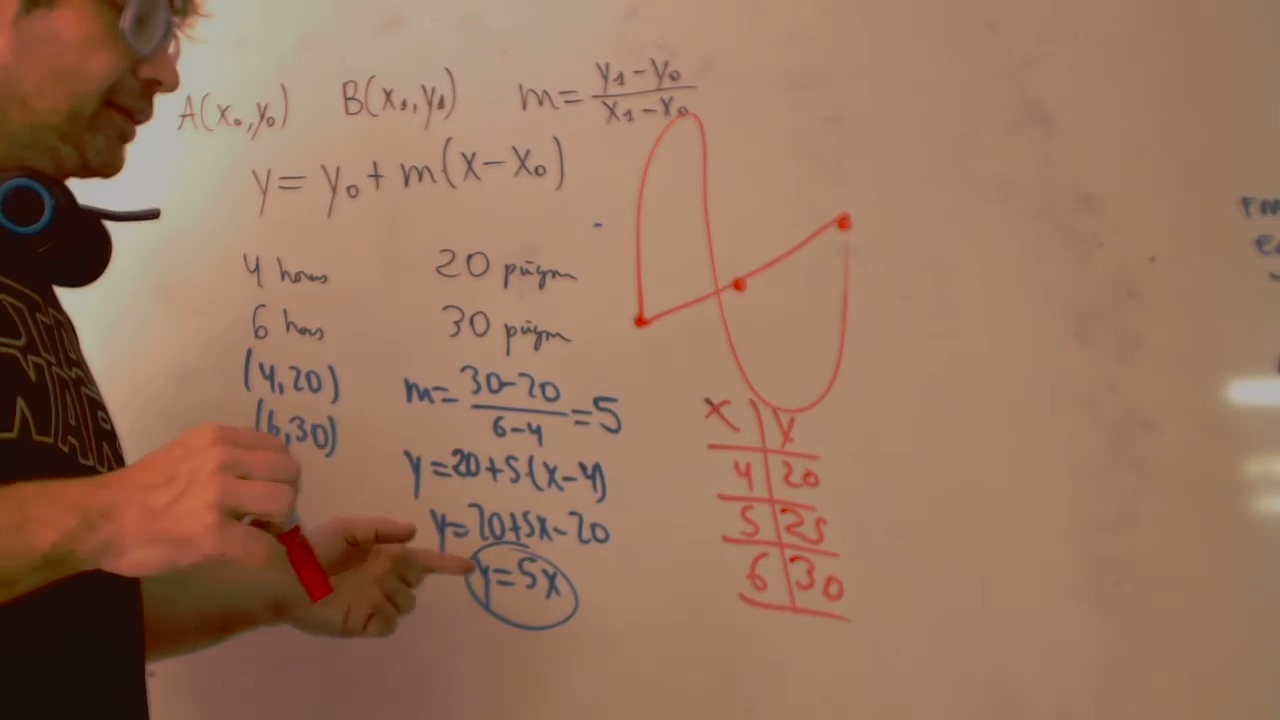 A(x₀,y₀) B(x₁,y₁) m=(y₁-y₀)/(x₁-x₀)
y=y₀+m(x-x₀)
4 horas 20
6 horas 30
(4,20)
(6,30)
m=(30-20)/(6-4)=5
y=20+5(x-4)
y=20+5x-20
y=5x
x y
4 20
5 25
6 30
WAR